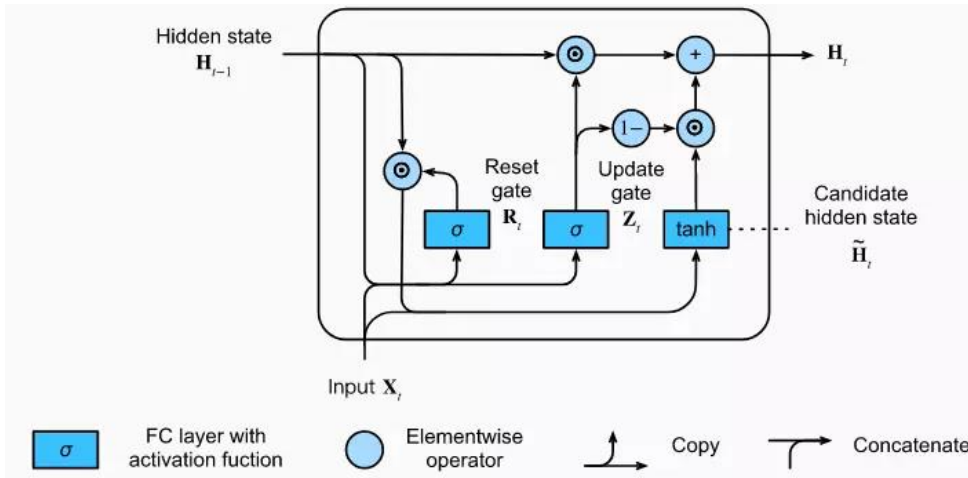 Hidden state
H_{t−1}
H_t
⊙
+
1−
⊙
⊙
Reset
gate
R_t
Update
gate
Z_t
Candidate
hidden state
H̃_t
σ
σ
tanh
Input X_t
σ
FC layer with
activation fuction
Elementwise
operator
Copy
Concatenate